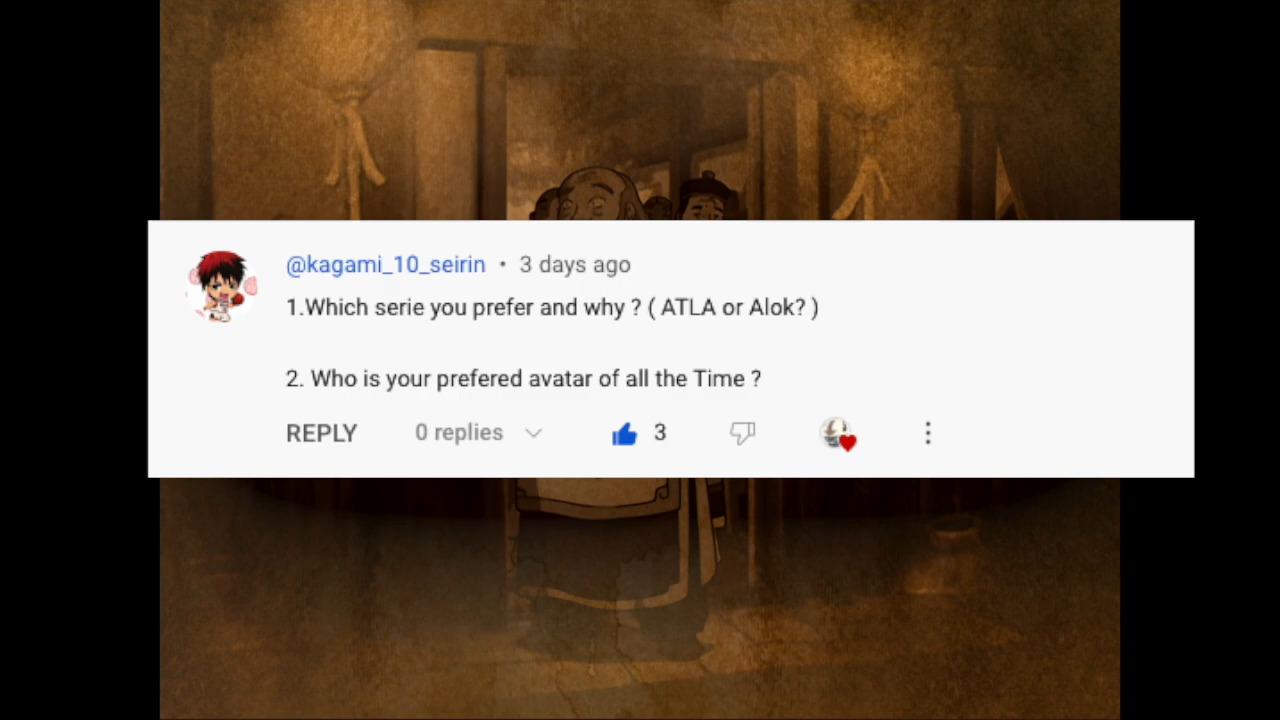 @kagami_10_seirin • 3 days ago
1.Which serie you prefer and why ? ( ATLA or Alok? )
2. Who is your prefered avatar of all the Time ?
REPLY 0 replies 3